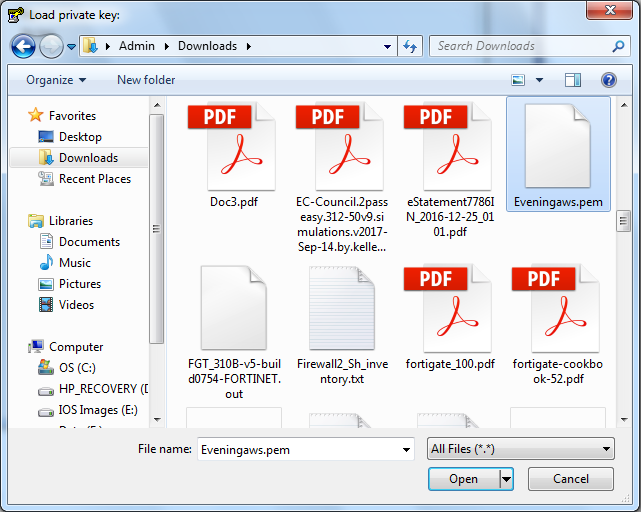 Load private key:
Admin
Downloads
Search Downloads
Organize
New folder
Favorites
Desktop
Downloads
Recent Places
Libraries
Documents
Music
Pictures
Videos
Computer
OS (C:)
HP_RECOVERY (D
IOS Images (E:)
PDF
Doc3.pdf
PDF
EC-Council.2pass
easy.312-50v9.si
mulations.v2017-
Sep-14.by.kelle...
PDF
eStatement7786I
N_2016-12-25_01
01.pdf
Eveningaws.pem
FGT_310B-v5-buil
d0754-FORTINET.
out
Firewall2_Sh_inv
entory.txt
PDF
fortigate_100.pdf
PDF
fortigate-cookbo
ok-52.pdf
File name:
Eveningaws.pem
All Files (*.*)
Open
Cancel